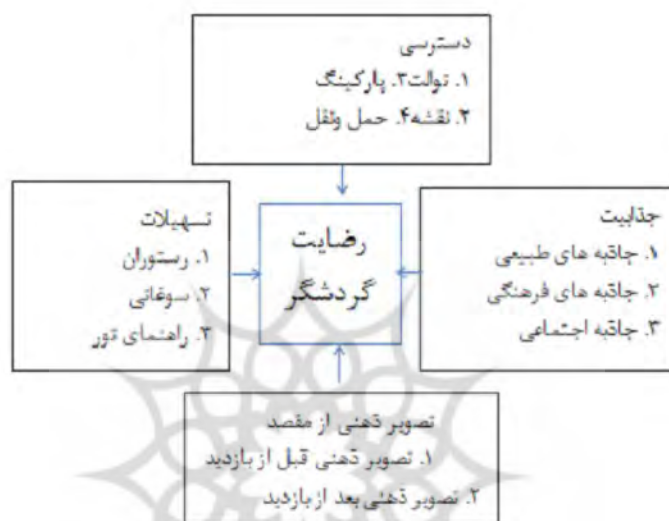 دسترسی
۱. توالت۳. پارکینگ
۲. نقشه۴. حمل ونقل
جذابیت
۱. جاذبه های طبیعی
۲. جاذبه های فرهنگی
۳. جاذبه اجتماعی
رضایت
گردشگر
تسهیلات
۱. رستوران
۲. سوغاتی
۳. راهنمای تور
تصویر ذهنی از مقصد
۱. تصویر ذهنی قبل از بازدید
۲. تصویر ذهنی بعد از بازدید